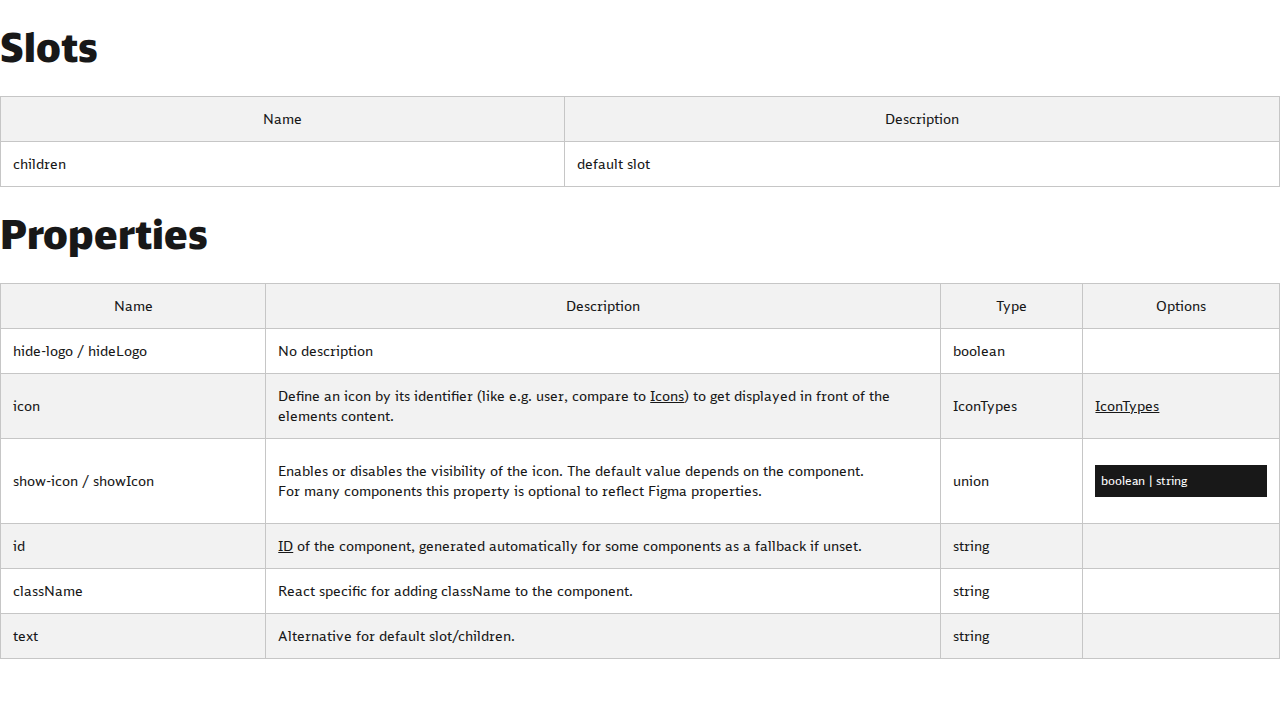 Slots
Name Description
children default slot
Properties
Name Description Type Options
hide-logo / hideLogo No description boolean
icon Define an icon by its identifier (like e.g. user, compare to Icons) to get displayed in front of the
elements content. IconTypes IconTypes
show-icon / showIcon Enables or disables the visibility of the icon. The default value depends on the component.
For many components this property is optional to reflect Figma properties. union boolean | string
id ID of the component, generated automatically for some components as a fallback if unset. string
className React specific for adding className to the component. string
text Alternative for default slot/children. string